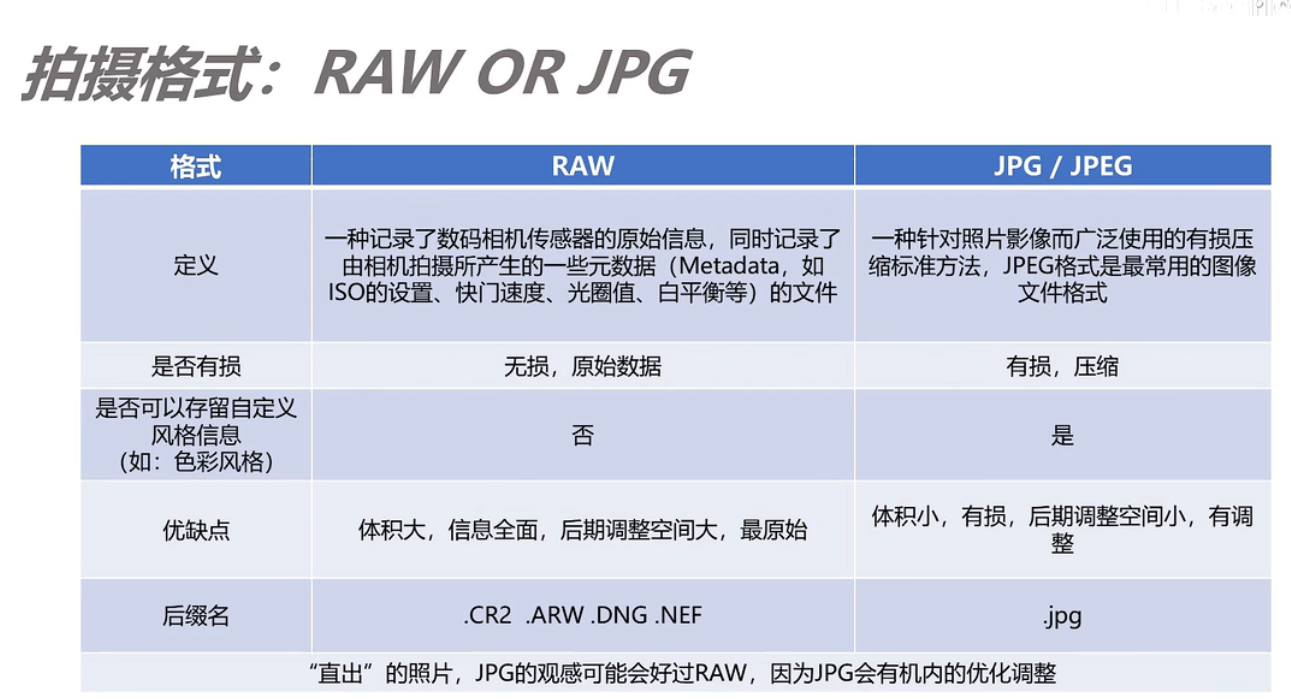 拍摄格式：RAW OR JPG
格式
RAW
JPG / JPEG
定义
一种记录了数码相机传感器的原始信息，同时记录了
由相机拍摄所产生的一些元数据（Metadata，如
ISO的设置、快门速度、光圈值、白平衡等）的文件
一种针对照片影像而广泛使用的有损压
缩标准方法，JPEG格式是最常用的图像
文件格式
是否有损
无损，原始数据
有损，压缩
是否可以存留自定义
风格信息
（如：色彩风格）
否
是
优缺点
体积大，信息全面，后期调整空间大，最原始
体积小，有损，后期调整空间小，有调
整
后缀名
.CR2 .ARW .DNG .NEF
.jpg
“直出”的照片，JPG的观感可能会好过RAW，因为JPG会有机内的优化调整